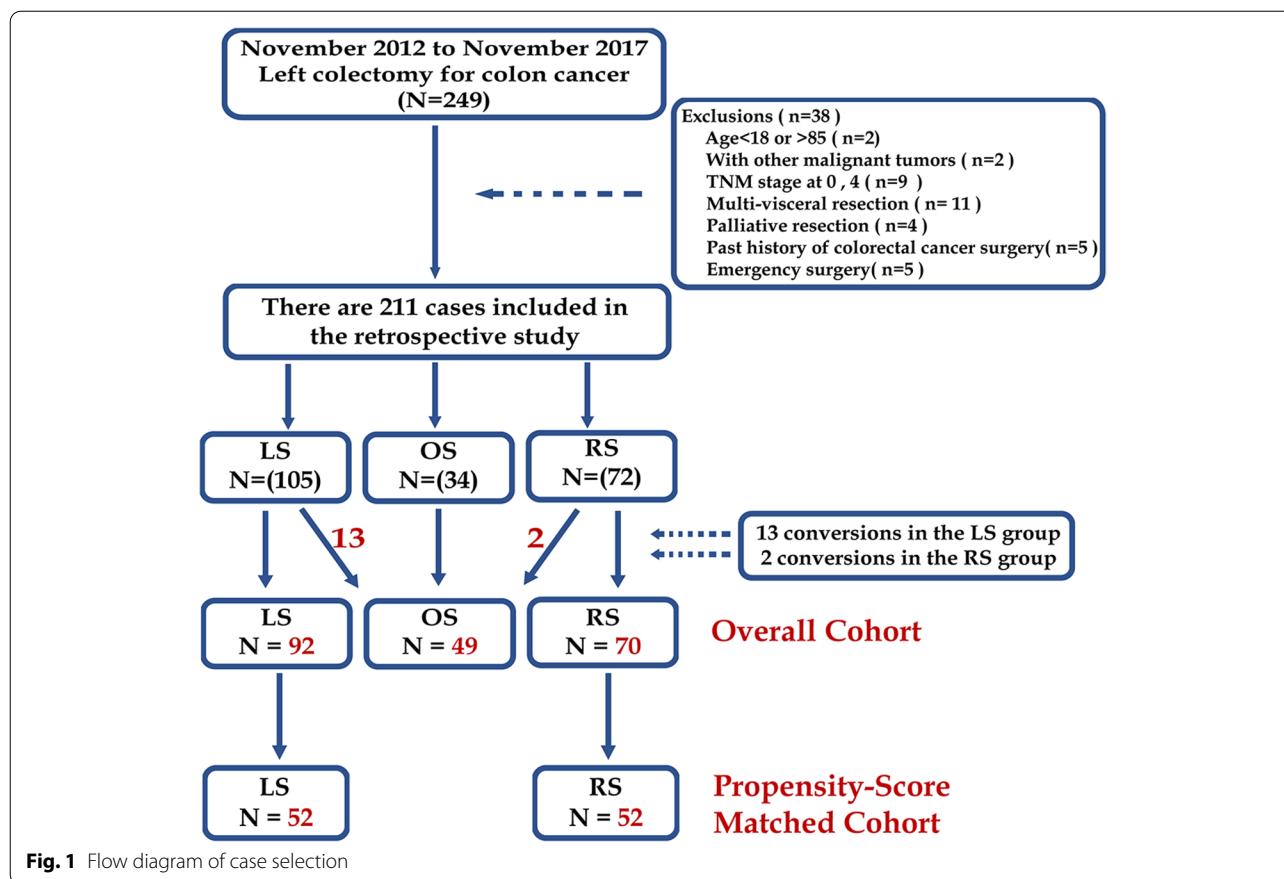 November 2012 to November 2017
Left colectomy for colon cancer
(N=249)
Exclusions ( n=38 )
Age<18 or >85 ( n=2)
With other malignant tumors ( n=2 )
TNM stage at 0 , 4 ( n=9 )
Multi-visceral resection ( n= 11 )
Palliative resection ( n=4 )
Past history of colorectal cancer surgery( n=5 )
Emergency surgery( n=5 )
There are 211 cases included in
the retrospective study
LS
N=(105)
OS
N=(34)
RS
N=(72)
13
2
13 conversions in the LS group
2 conversions in the RS group
LS
N = 92
OS
N = 49
RS
N = 70
Overall Cohort
LS
N = 52
RS
N = 52
Propensity-Score
Matched Cohort
Fig. 1 Flow diagram of case selection